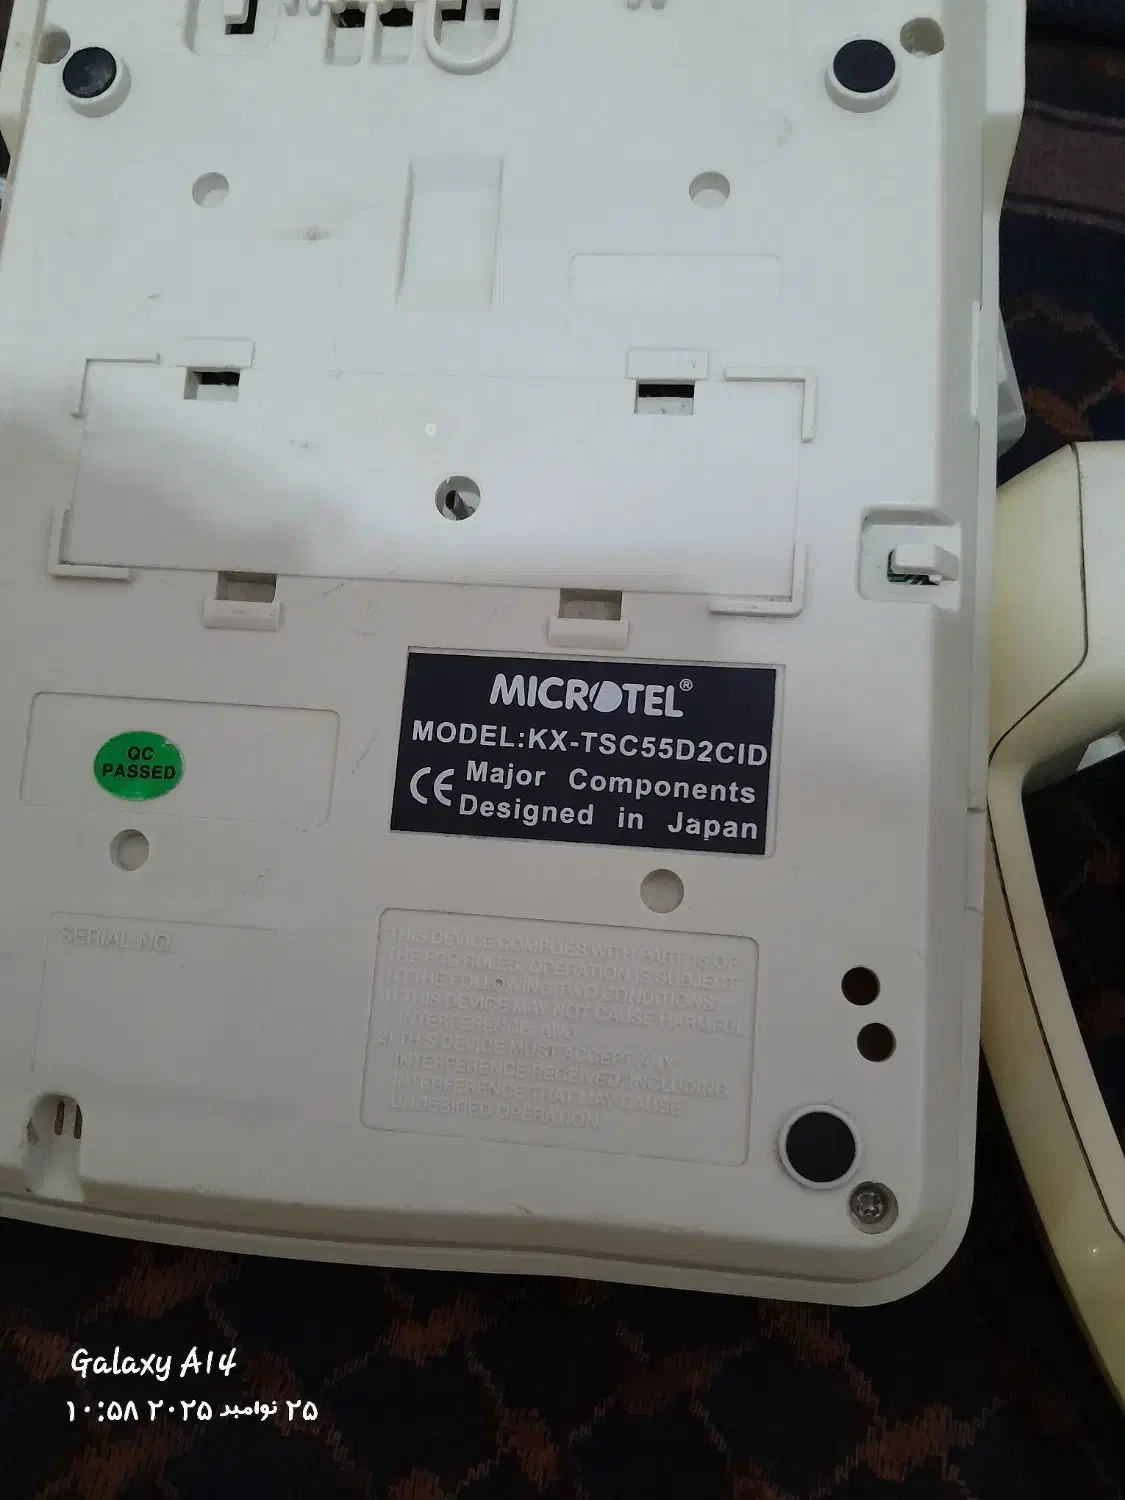 MICROTEL®
MODEL:KX-TSC55D2CID
CE Major Components
Designed in Japan
QC
PASSED
SERIAL NO.
THIS DEVICE COMPLIES WITH PART 15 OF
THE FCC RULES. OPERATION IS SUBJECT
TO THE FOLLOWING TWO CONDITIONS.
1) THIS DEVICE MAY NOT CAUSE HARMFUL
INTERFERENCE, AND
2) THIS DEVICE MUST ACCEPT ANY
INTERFERENCE RECEIVED, INCLUDING
INTERFERENCE THAT MAY CAUSE
UNDESIRED OPERATION.
Galaxy A14
۲۵ نوامبر ۲۰۲۵ ۱۰:۵۸